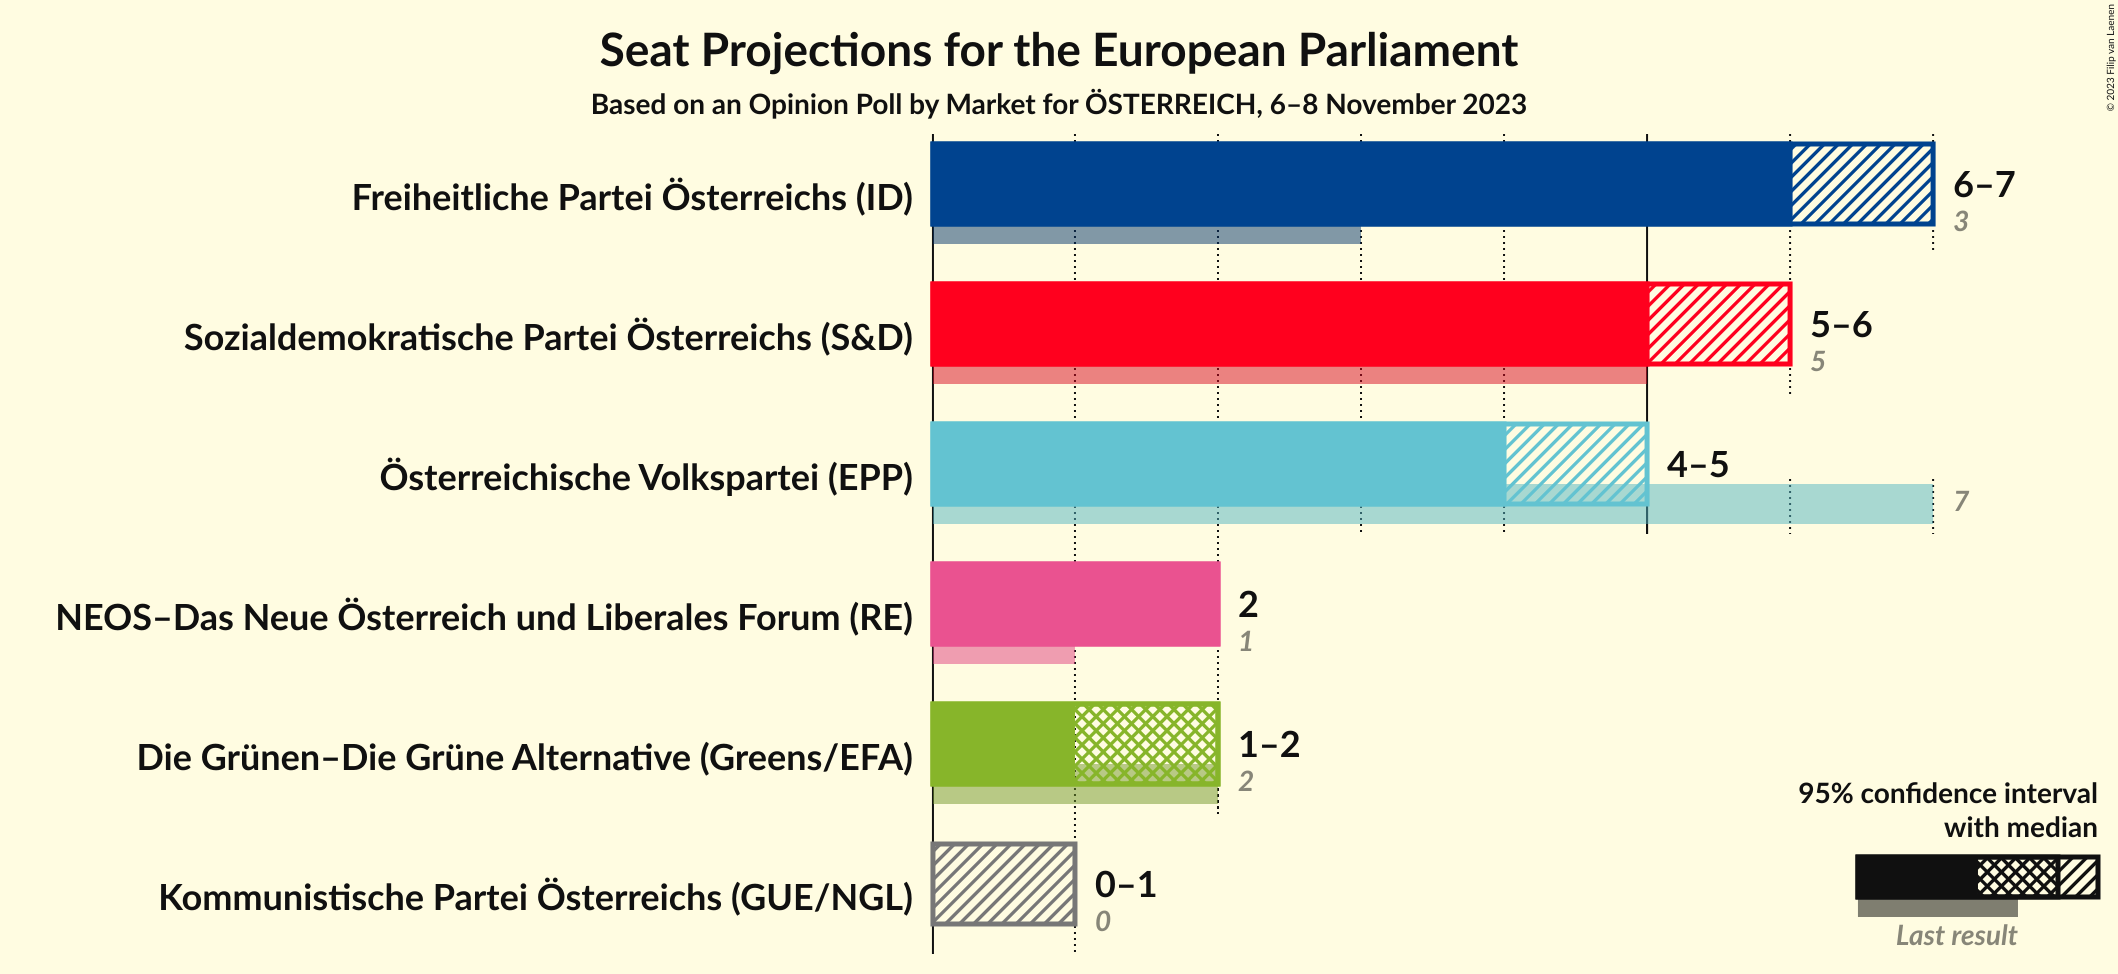 Seat Projections for the European Parliament
Based on an Opinion Poll by Market for ÖSTERREICH, 6–8 November 2023
© 2023 Filip van Laenen
Freiheitliche Partei Österreichs (ID)
6–7
3
Sozialdemokratische Partei Österreichs (S&D)
5–6
5
Österreichische Volkspartei (EPP)
4–5
7
NEOS–Das Neue Österreich und Liberales Forum (RE)
2
1
Die Grünen–Die Grüne Alternative (Greens/EFA)
1–2
2
Kommunistische Partei Österreichs (GUE/NGL)
0–1
0
95% confidence interval
with median
Last result